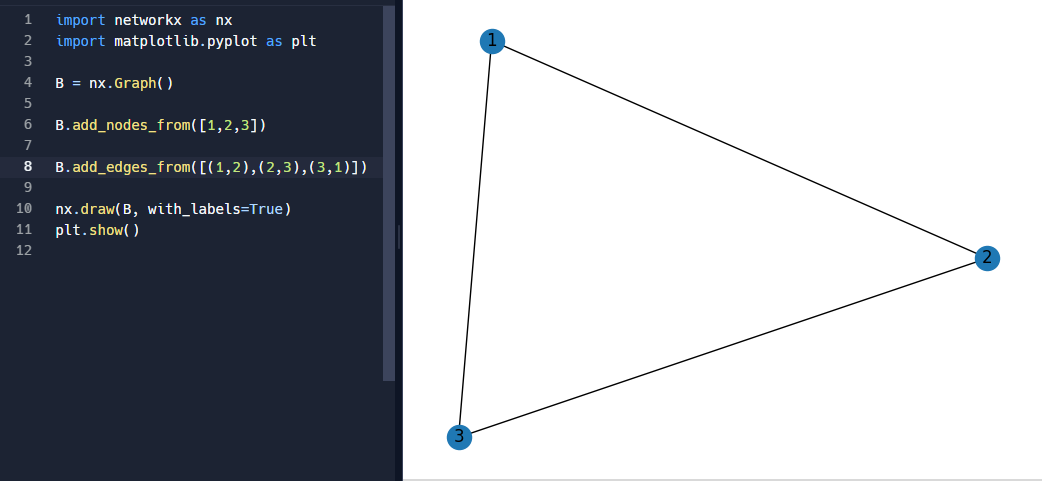 1 import networkx as nx
2 import matplotlib.pyplot as plt
3
4 B = nx.Graph()
5
6 B.add_nodes_from([1,2,3])
7
8 B.add_edges_from([(1,2),(2,3),(3,1)])
9
10 nx.draw(B, with_labels=True)
11 plt.show()
12
1
2
3